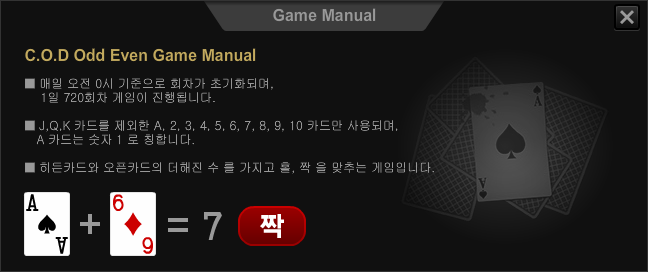 Game Manual
C.O.D Odd Even Game Manual
■ 매일 오전 0시 기준으로 회차가 초기화되며,
1일 720회차 게임이 진행됩니다.
■ J,Q,K 카드를 제외한 A, 2, 3, 4, 5, 6, 7, 8, 9, 10 카드만 사용되며,
A 카드는 숫자 1 로 칭합니다.
■ 히든카드와 오픈카드의 더해진 수 를 가지고 홀, 짝 을 맞추는 게임입니다.
A A + 6 6 = 7 짝
A
A